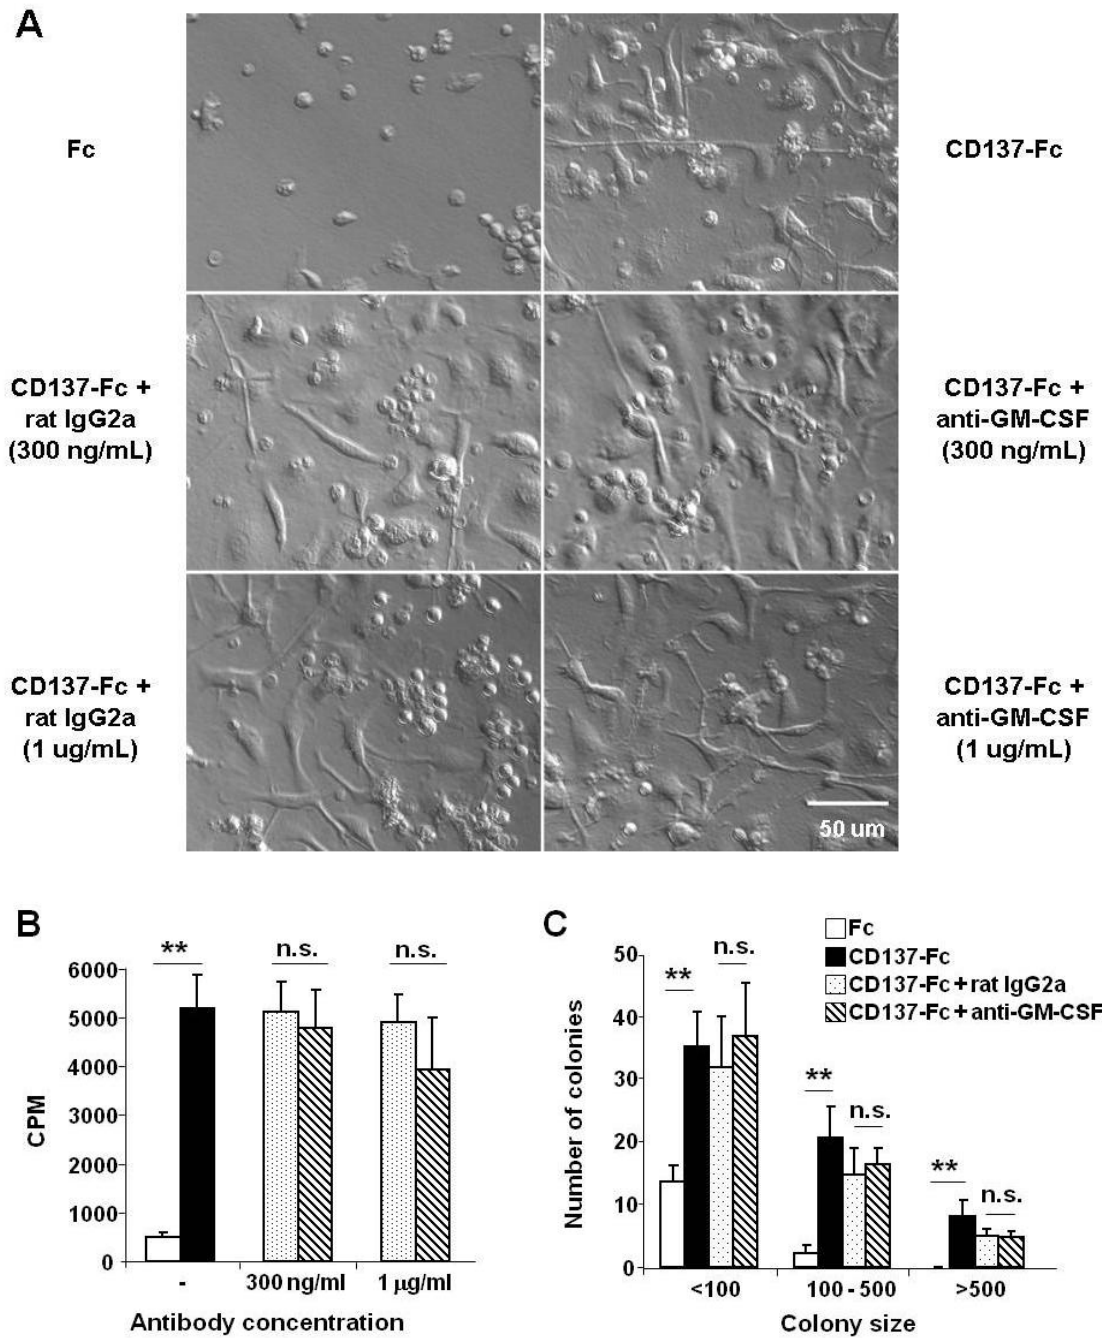 A
Fc
CD137-Fc
CD137-Fc +
rat IgG2a
(300 ng/mL)
CD137-Fc +
anti-GM-CSF
(300 ng/mL)
CD137-Fc +
rat IgG2a
(1 ug/mL)
CD137-Fc +
anti-GM-CSF
(1 ug/mL)
50 um
B
** n.s. n.s.
6000
5000
4000
3000
2000
1000
0
CPM
- 300 ng/ml 1 μg/ml
Antibody concentration
C
Fc
CD137-Fc
CD137-Fc + rat IgG2a
CD137-Fc + anti-GM-CSF
** n.s.
** n.s.
** n.s.
50
40
30
20
10
0
Number of colonies
<100 100 - 500 >500
Colony size